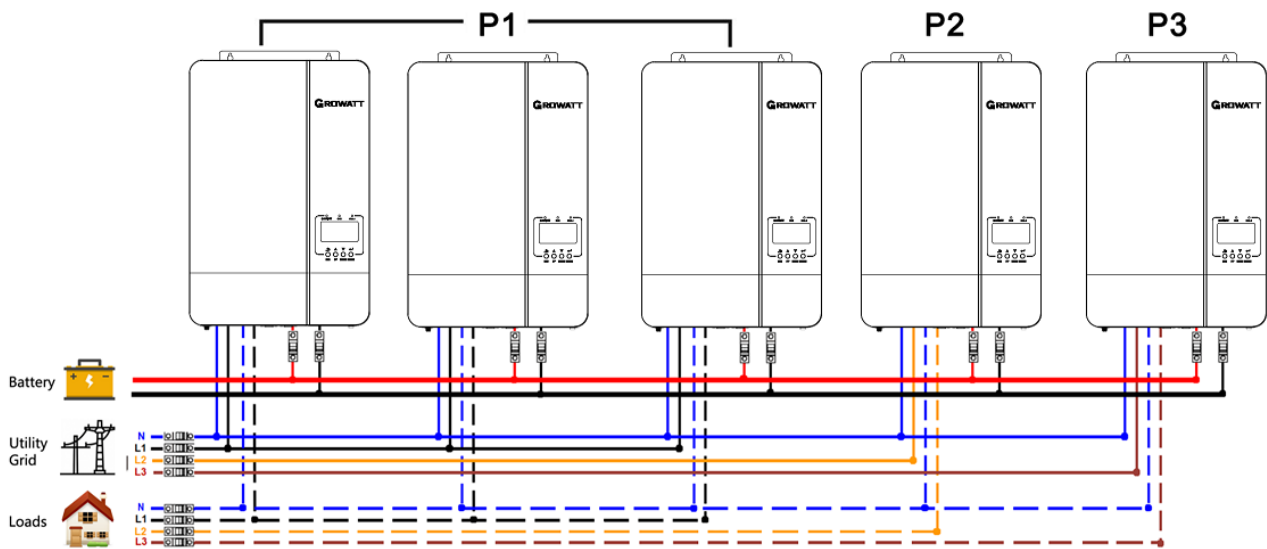 P1 P2 P3
GROWATT GROWATT GROWATT GROWATT GROWATT
Battery
+ -
Utility
Grid
N
L1
L2
L3
Loads
N
L1
L2
L3